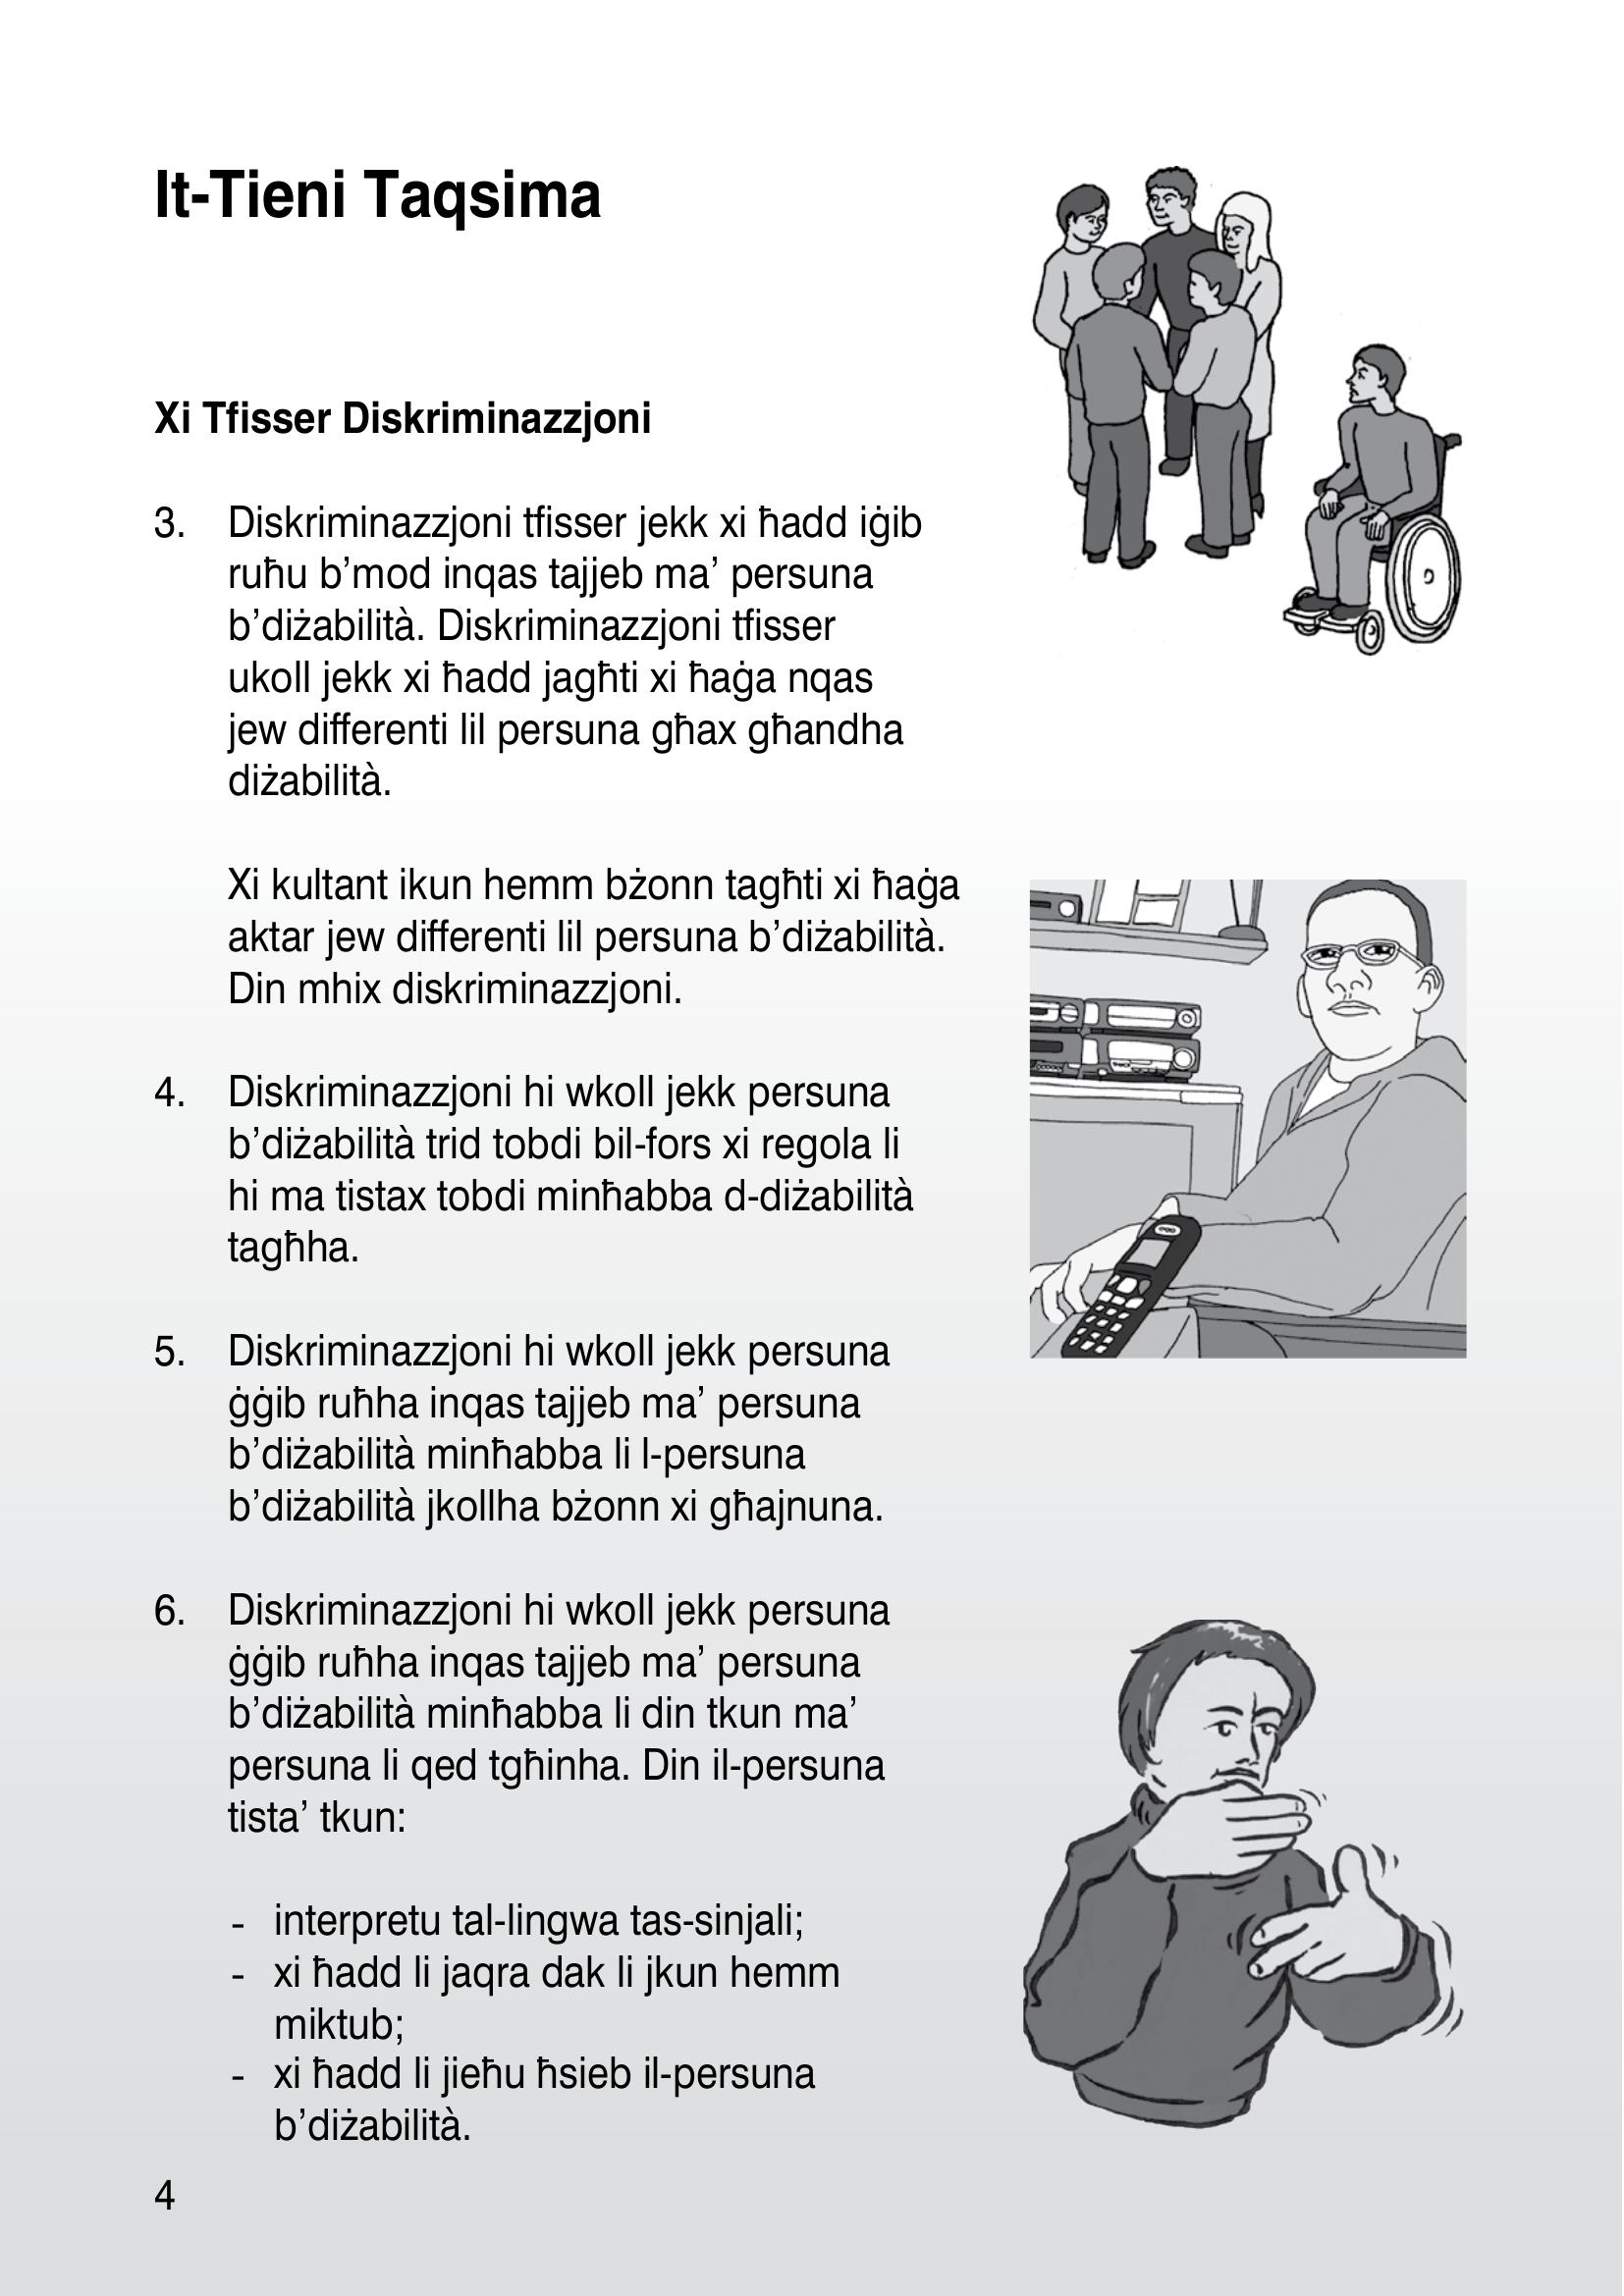 It-Tieni Taqsima
Xi Tfisser Diskriminazzjoni
3. Diskriminazzjoni tfisser jekk xi ħadd iġib
ruħu b’mod inqas tajjeb ma’ persuna
b’diżabilità. Diskriminazzjoni tfisser
ukoll jekk xi ħadd jagħti xi ħaġa nqas
jew differenti lil persuna għax għandha
diżabilità.
Xi kultant ikun hemm bżonn tagħti xi ħaġa
aktar jew differenti lil persuna b’diżabilità.
Din mhix diskriminazzjoni.
4. Diskriminazzjoni hi wkoll jekk persuna
b’diżabilità trid tobdi bil-fors xi regola li
hi ma tistax tobdi minħabba d-diżabilità
tagħha.
5. Diskriminazzjoni hi wkoll jekk persuna
ġġib ruħha inqas tajjeb ma’ persuna
b’diżabilità minħabba li l-persuna
b’diżabilità jkollha bżonn xi għajnuna.
6. Diskriminazzjoni hi wkoll jekk persuna
ġġib ruħha inqas tajjeb ma’ persuna
b’diżabilità minħabba li din tkun ma’
persuna li qed tgħinha. Din il-persuna
tista’ tkun:
- interpretu tal-lingwa tas-sinjali;
- xi ħadd li jaqra dak li jkun hemm
miktub;
- xi ħadd li jieħu ħsieb il-persuna
b’diżabilità.
4